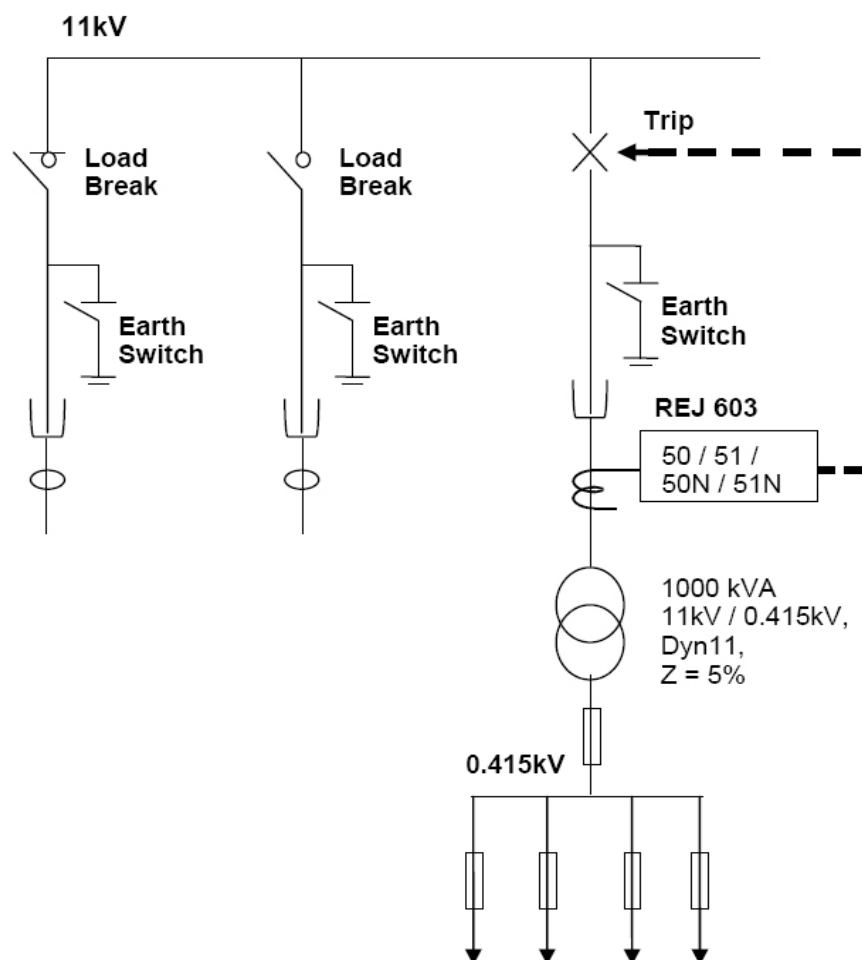 11kV
Load
Break
Load
Break
Trip
Earth
Switch
Earth
Switch
Earth
Switch
REJ 603
50 / 51 /
50N / 51N
1000 kVA
11kV / 0.415kV,
Dyn11,
Z = 5%
0.415kV